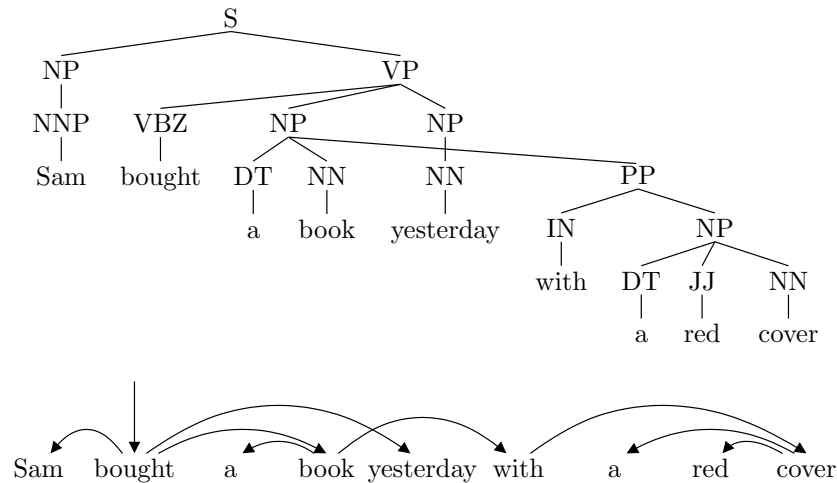 S
NP VP
NNP VBZ NP NP
Sam bought DT NN NN PP
a book yesterday IN NP
with DT JJ NN
a red cover
Sam bought a book yesterday with a red cover